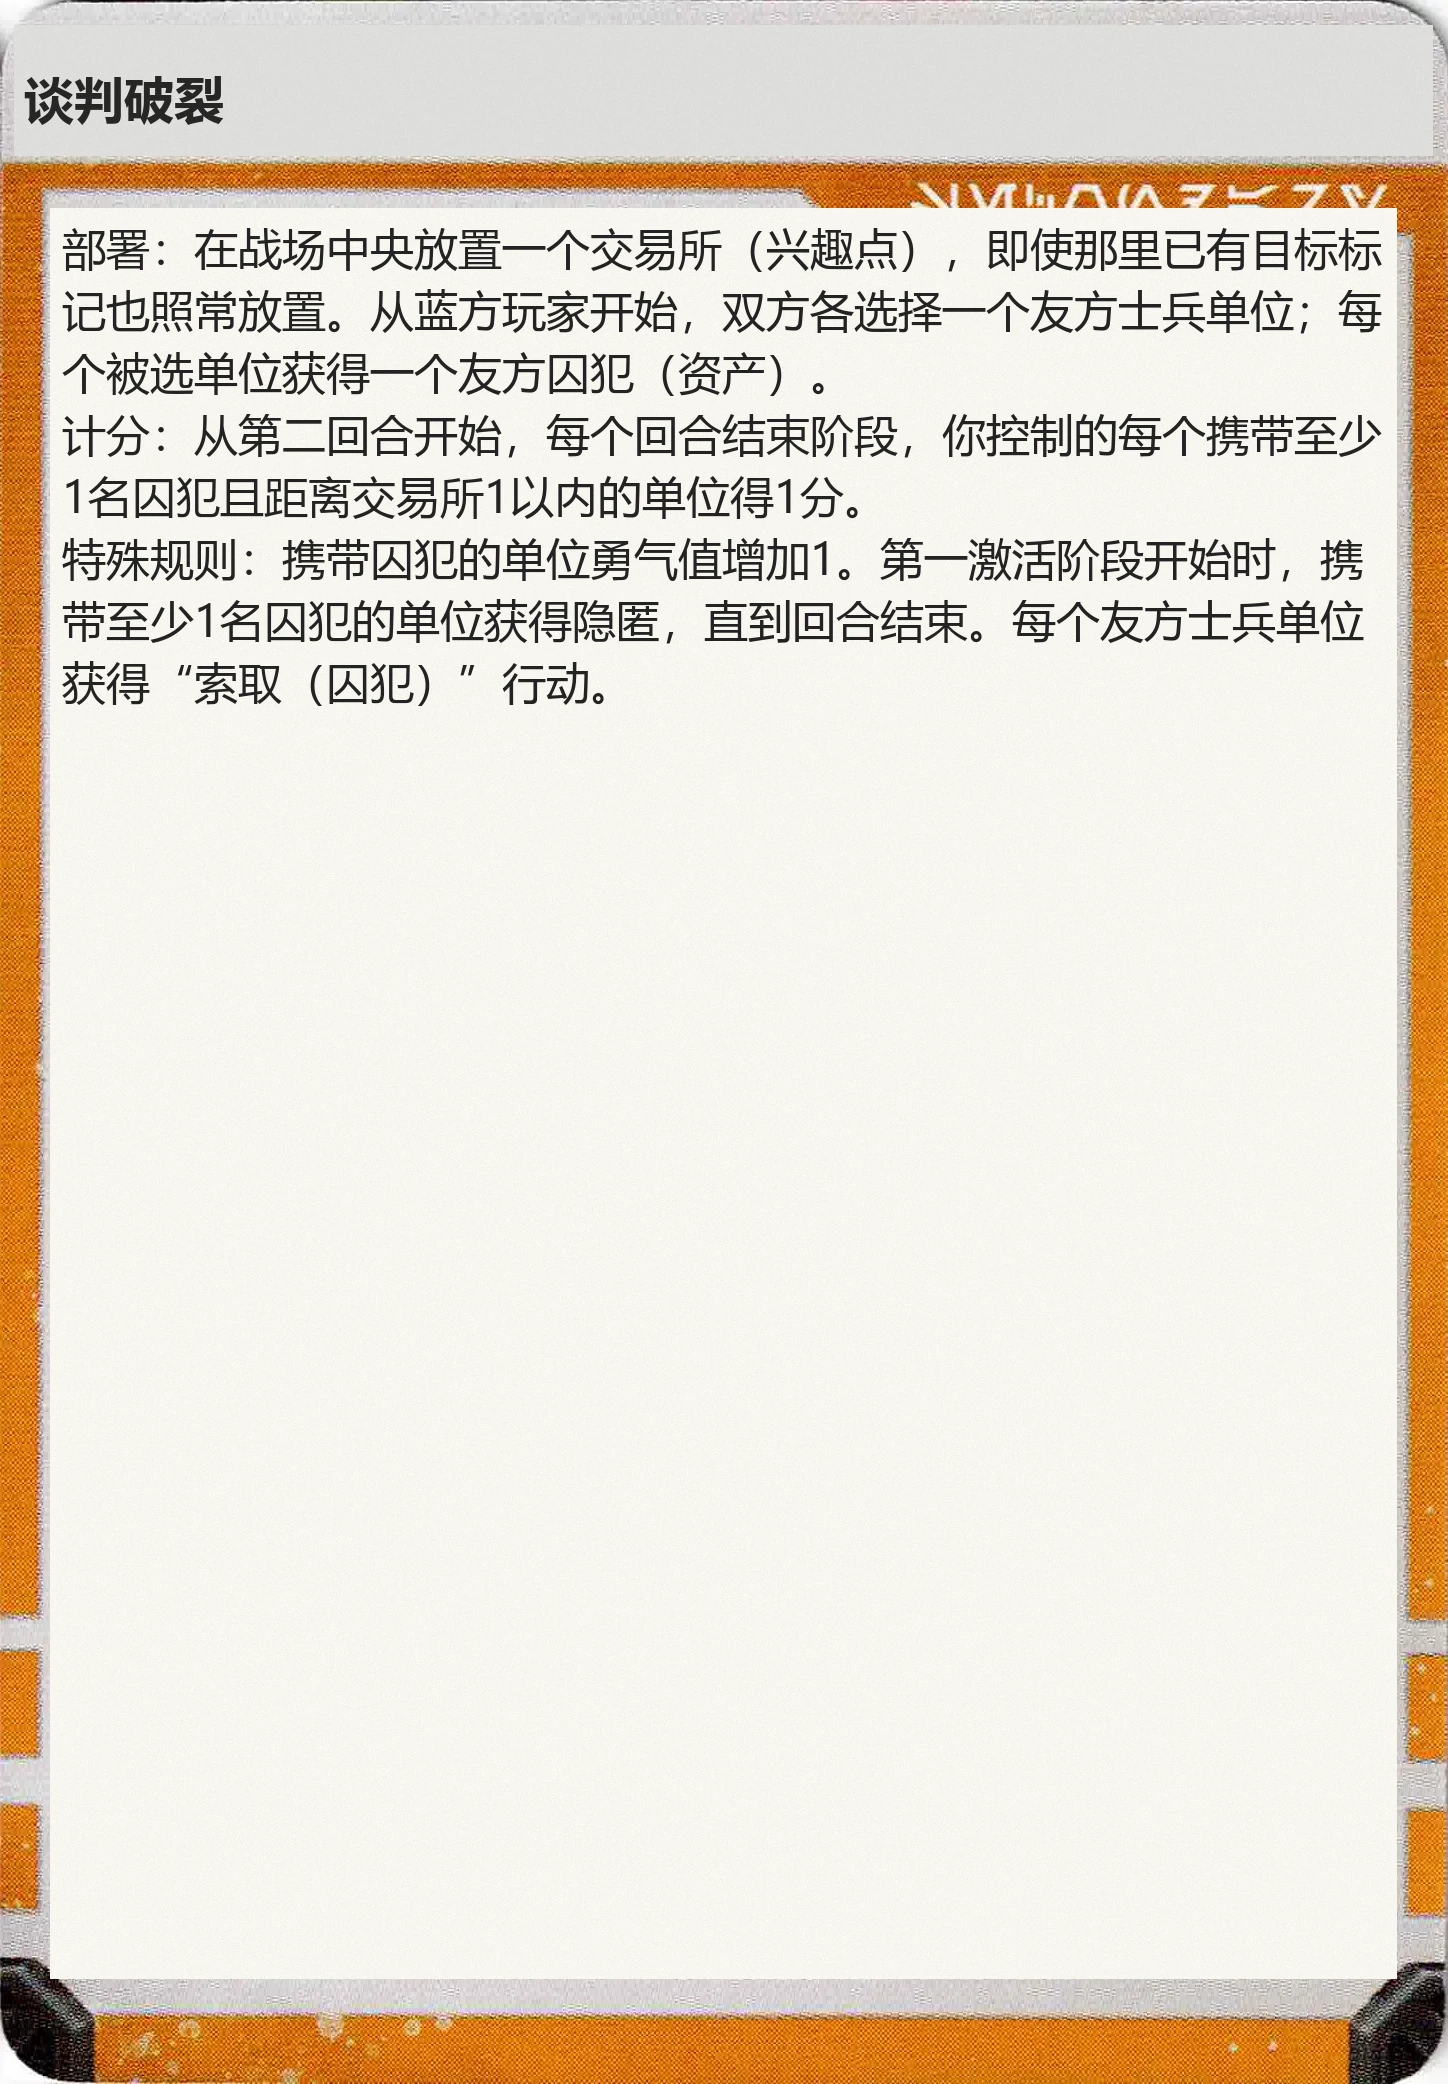 谈判破裂
部署：在战场中央放置一个交易所（兴趣点），即使那里已有目标标
记也照常放置。从蓝方玩家开始，双方各选择一个友方士兵单位；每
个被选单位获得一个友方囚犯（资产）。
计分：从第二回合开始，每个回合结束阶段，你控制的每个携带至少
1名囚犯且距离交易所1以内的单位得1分。
特殊规则：携带囚犯的单位勇气值增加1。第一激活阶段开始时，携
带至少1名囚犯的单位获得隐匿，直到回合结束。每个友方士兵单位
获得“索取（囚犯）”行动。